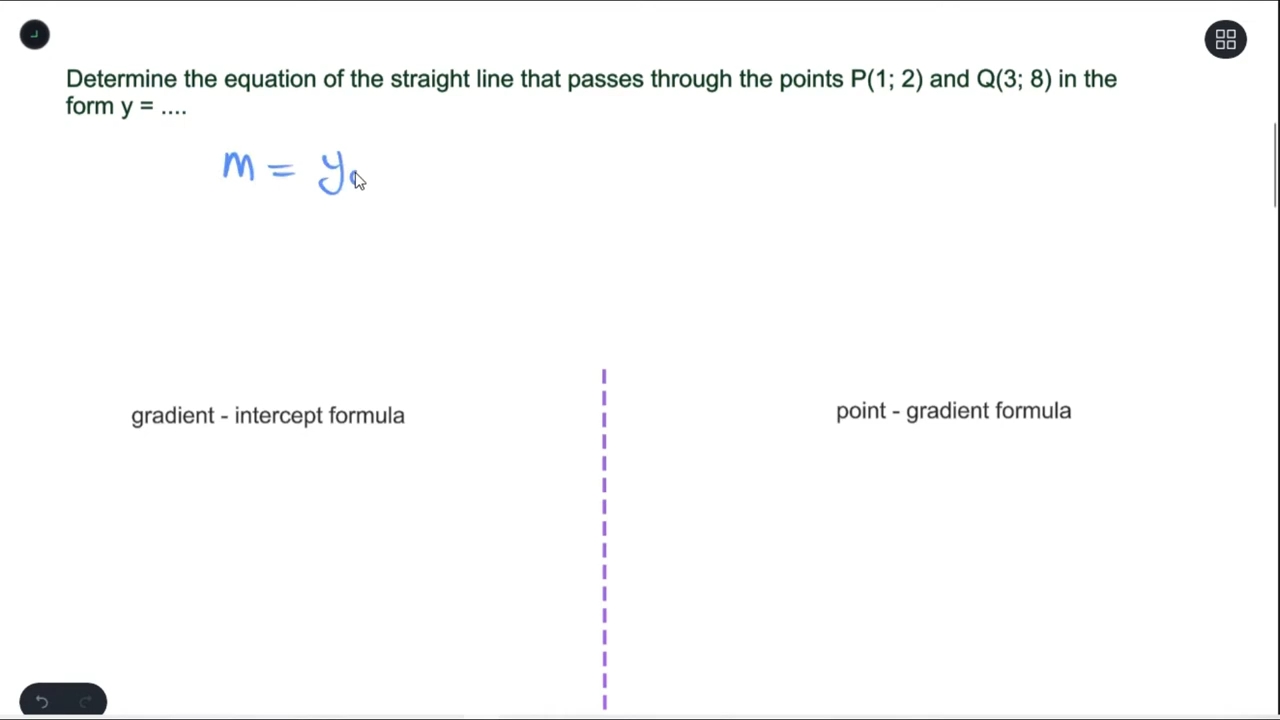 Determine the equation of the straight line that passes through the points P(1; 2) and Q(3; 8) in the
form y = ....
m = y
gradient - intercept formula
point - gradient formula